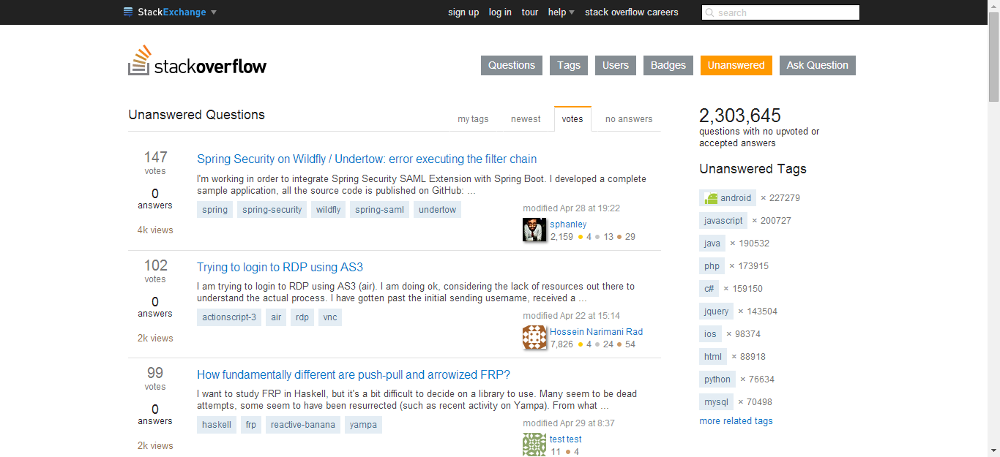 StackExchange
sign up log in tour help stack overflow careers search
stackoverflow
Questions Tags Users Badges Unanswered Ask Question
Unanswered Questions
my tags newest votes no answers
147
votes
0
answers
4k views
Spring Security on Wildfly / Undertow: error executing the filter chain
I'm working in order to integrate Spring Security SAML Extension with Spring Boot. I developed a complete
sample application, all the source code is published on GitHub: ...
spring spring-security wildfly spring-saml undertow
modified Apr 28 at 19:22
sphanley
2,159 ● 4 ● 13 ● 29
102
votes
0
answers
2k views
Trying to login to RDP using AS3
I am trying to login to RDP using AS3 (air). I am doing ok, considering the lack of resources out there to
understand the actual process. I have gotten past the initial sending username, received a ...
actionscript-3 air rdp vnc
modified Apr 22 at 15:14
Hossein Narimani Rad
7,826 ● 4 ● 24 ● 54
99
votes
0
answers
2k views
How fundamentally different are push-pull and arrowized FRP?
I want to study FRP in Haskell, but it's a bit difficult to decide on a library to use. Many seem to be dead
attempts, some seem to have been resurrected (such as recent activity on Yampa). From what ...
haskell frp reactive-banana yampa
modified Apr 29 at 8:37
test test
11 ● 4
2,303,645
questions with no upvoted or
accepted answers
Unanswered Tags
android × 227279
javascript × 200727
java × 190532
php × 173915
c# × 159150
jquery × 143504
ios × 98374
html × 88918
python × 76634
mysql × 70498
more related tags